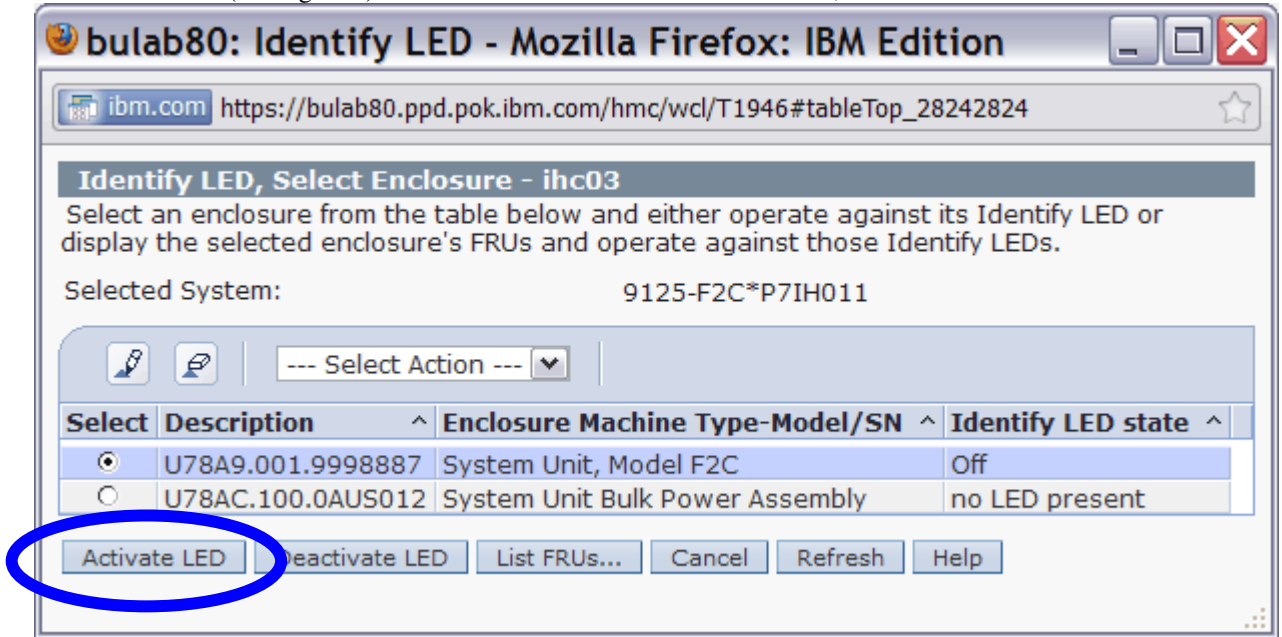 bulab80: Identify LED - Mozilla Firefox: IBM Edition
ibm.com https://bulab80.ppd.pok.ibm.com/hmc/wcl/T1946#tableTop_28242824
Identify LED, Select Enclosure - ihc03
Select an enclosure from the table below and either operate against its Identify LED or
display the selected enclosure's FRUs and operate against those Identify LEDs.
Selected System: 9125-F2C*P7IH011
--- Select Action ---
Select Description ^ Enclosure Machine Type-Model/SN ^ Identify LED state ^
U78A9.001.9998887 System Unit, Model F2C Off
U78AC.100.0AUS012 System Unit Bulk Power Assembly no LED present
Activate LED Deactivate LED List FRUs... Cancel Refresh Help